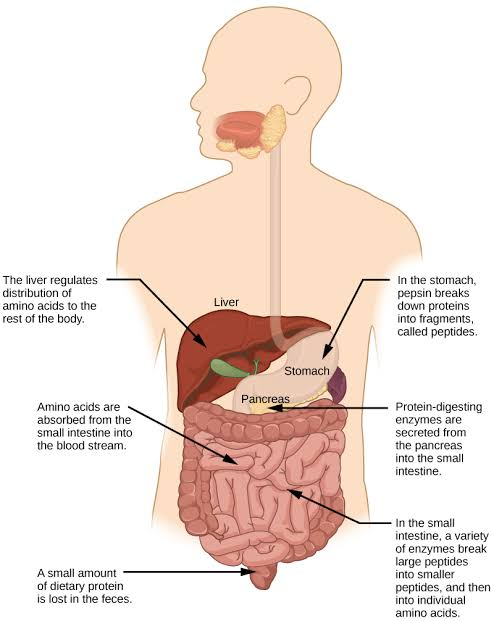 The liver regulates
distribution of
amino acids to the
rest of the body.
Liver
In the stomach,
pepsin breaks
down proteins
into fragments,
called peptides.
Stomach
Pancreas
Amino acids are
absorbed from the
small intestine into
the blood stream.
Protein-digesting
enzymes are
secreted from
the pancreas
into the small
intestine.
In the small
intestine, a variety
of enzymes break
large peptides
into smaller
peptides, and then
into individual
amino acids.
A small amount
of dietary protein
is lost in the feces.